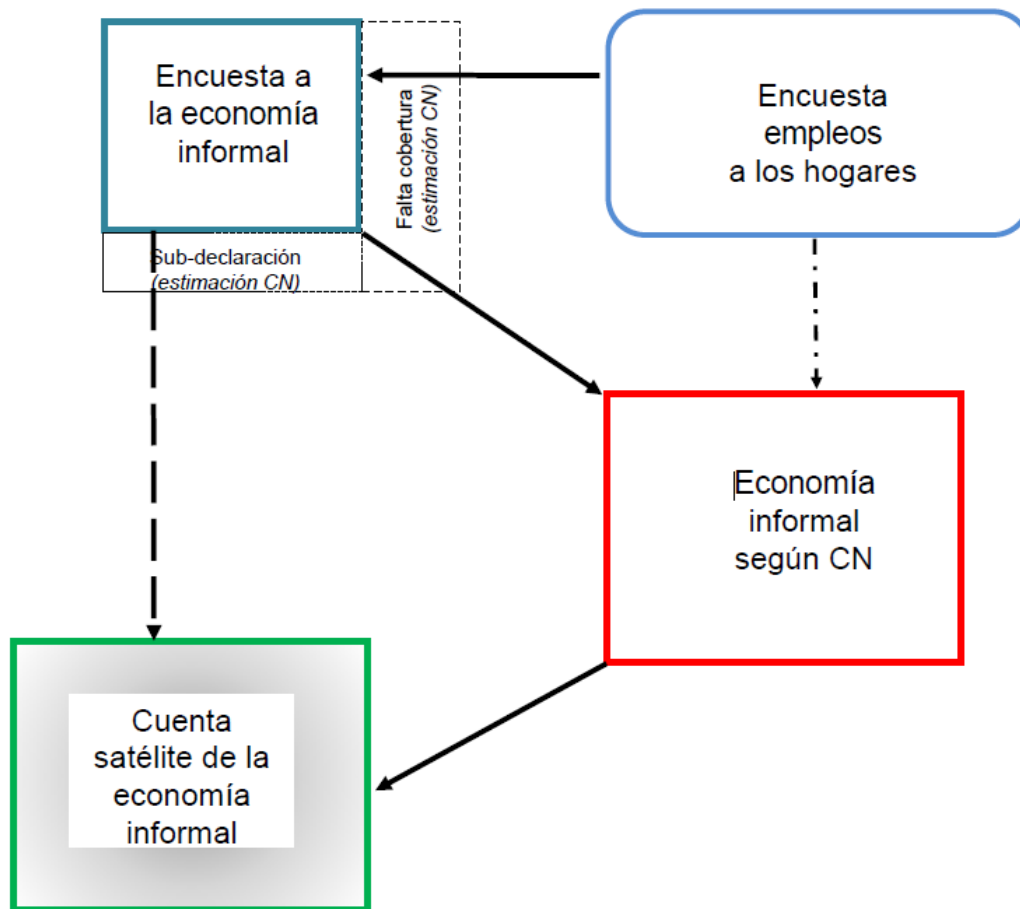 Encuesta a
la economía
informal
Falta cobertura
(estimación CN)
Encuesta
empleos
a los hogares
Sub-declaración
(estimación CN)
Economía
informal
según CN
Cuenta
satélite de la
economía
informal